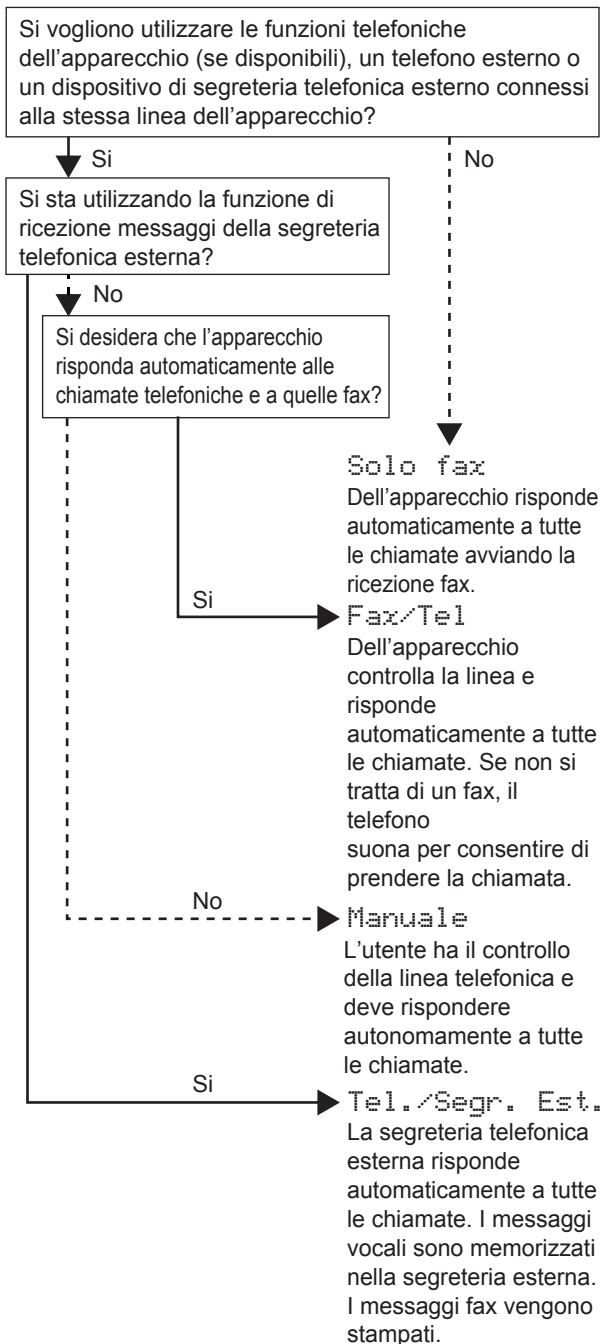 Si vogliono utilizzare le funzioni telefoniche
dell'apparecchio (se disponibili), un telefono esterno o
un dispositivo di segreteria telefonica esterno connessi
alla stessa linea dell'apparecchio?
Si
No
Si sta utilizzando la funzione di
ricezione messaggi della segreteria
telefonica esterna?
No
Si desidera che l'apparecchio
risponda automaticamente alle
chiamate telefoniche e a quelle fax?
Solo fax
Dell'apparecchio risponde
automaticamente a tutte
le chiamate avviando la
ricezione fax.
Si
Fax/Tel
Dell'apparecchio
controlla la linea e
risponde
automaticamente a tutte
le chiamate. Se non si
tratta di un fax, il
telefono
suona per consentire di
prendere la chiamata.
No
Manuale
L'utente ha il controllo
della linea telefonica e
deve rispondere
autonomamente a tutte
le chiamate.
Si
Tel./Segr. Est.
La segreteria telefonica
esterna risponde
automaticamente a tutte
le chiamate. I messaggi
vocali sono memorizzati
nella segreteria esterna.
I messaggi fax vengono
stampati.